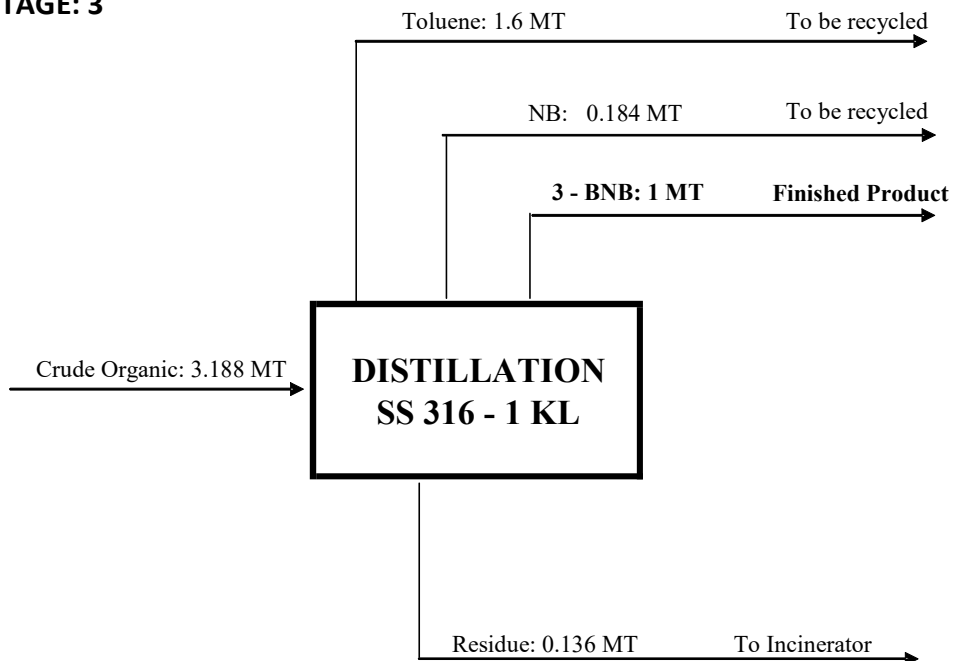 TAGE: 3
Toluene: 1.6 MT To be recycled
NB: 0.184 MT To be recycled
3 - BNB: 1 MT Finished Product
Crude Organic: 3.188 MT
DISTILLATION
SS 316 - 1 KL
Residue: 0.136 MT To Incinerator